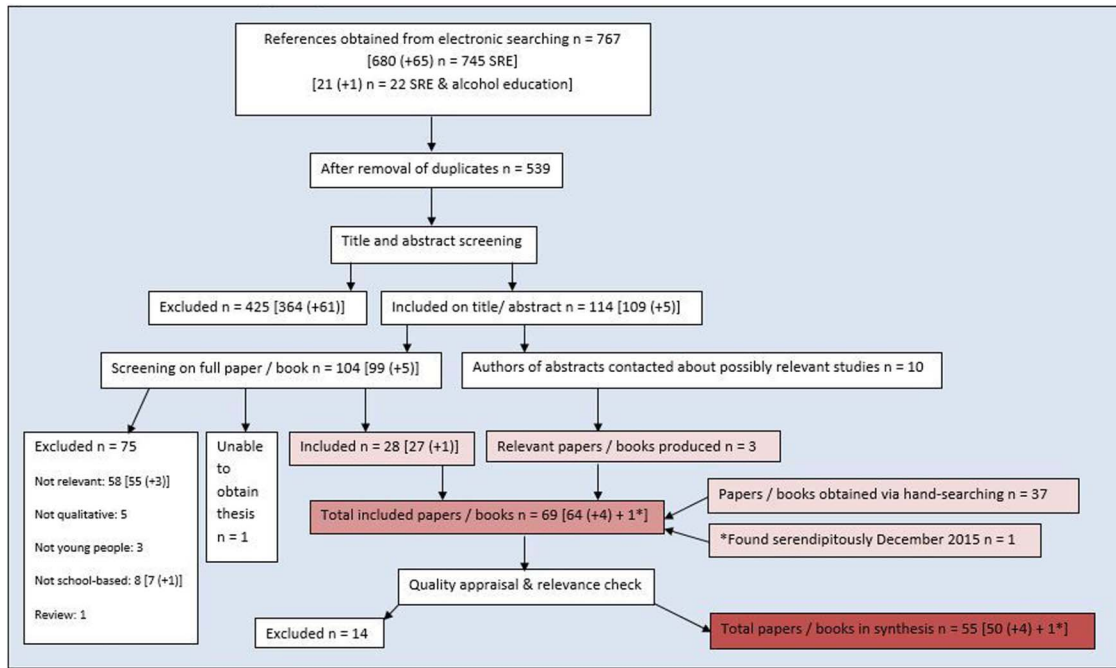 References obtained from electronic searching n = 767
[680 (+65) n = 745 SRE]
[21 (+1) n = 22 SRE & alcohol education]
After removal of duplicates n = 539
Title and abstract screening
Excluded n = 425 [364 (+61)]
Included on title/ abstract n = 114 [109 (+5)]
Screening on full paper / book n = 104 [99 (+5)]
Authors of abstracts contacted about possibly relevant studies n = 10
Excluded n = 75
Not relevant: 58 [55 (+3)]
Not qualitative: 5
Not young people: 3
Not school-based: 8 [7 (+1)]
Review: 1
Unable
to
obtain
thesis
n = 1
Included n = 28 [27 (+1)]
Relevant papers / books produced n = 3
Papers / books obtained via hand-searching n = 37
Total included papers / books n = 69 [64 (+4) + 1*]
*Found serendipitously December 2015 n = 1
Quality appraisal & relevance check
Excluded n = 14
Total papers / books in synthesis n = 55 [50 (+4) + 1*]